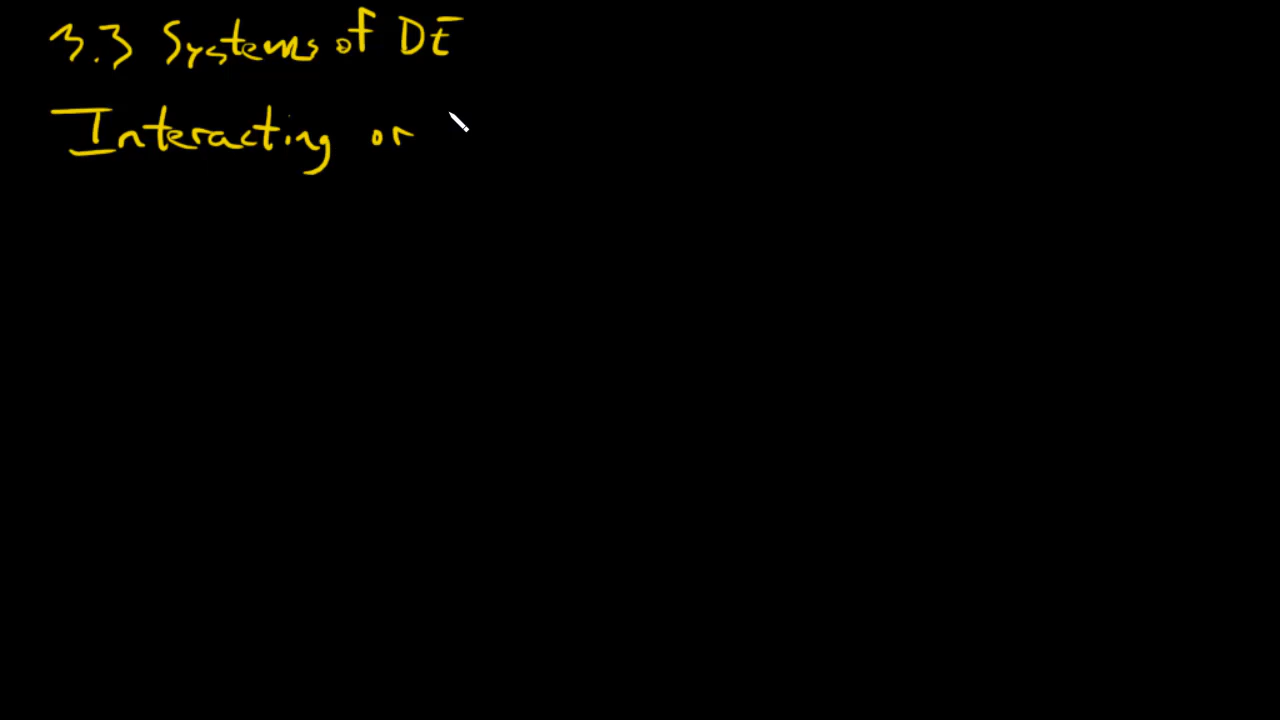 3.3 Systems of DE
Interacting or